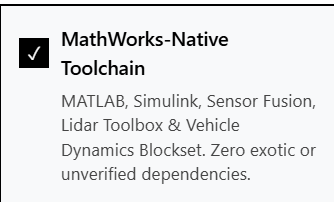 MathWorks-Native
Toolchain
MATLAB, Simulink, Sensor Fusion,
Lidar Toolbox & Vehicle
Dynamics Blockset. Zero exotic or
unverified dependencies.